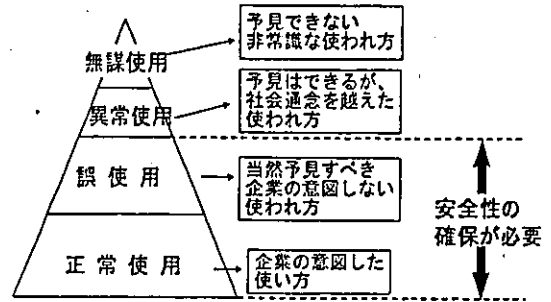 無謀使用
予見できない
非常識な使われ方
異常使用
予見はできるが、
社会通念を越えた
使われ方
誤使用
当然予見すべき
企業の意図しない
使われ方
正常使用
企業の意図した
使い方
安全性の
確保が必要